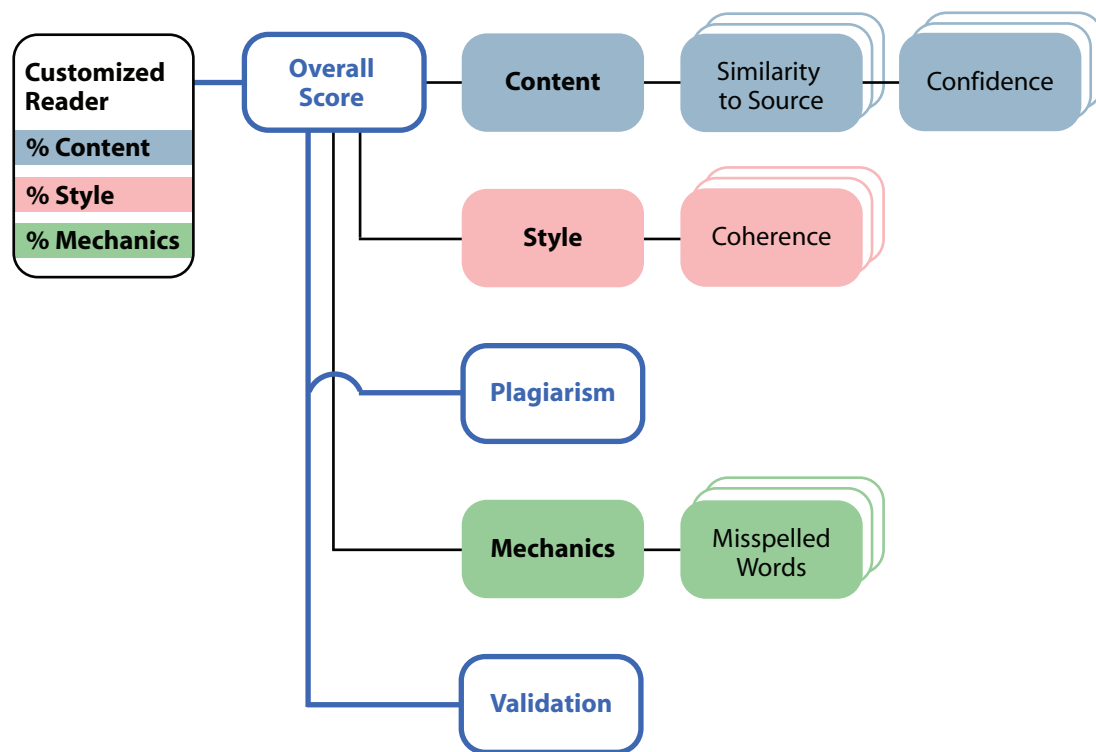 Customized
Reader
% Content
% Style
% Mechanics
Overall
Score
Content
Similarity
to Source
Confidence
Style
Coherence
Plagiarism
Mechanics
Misspelled
Words
Validation